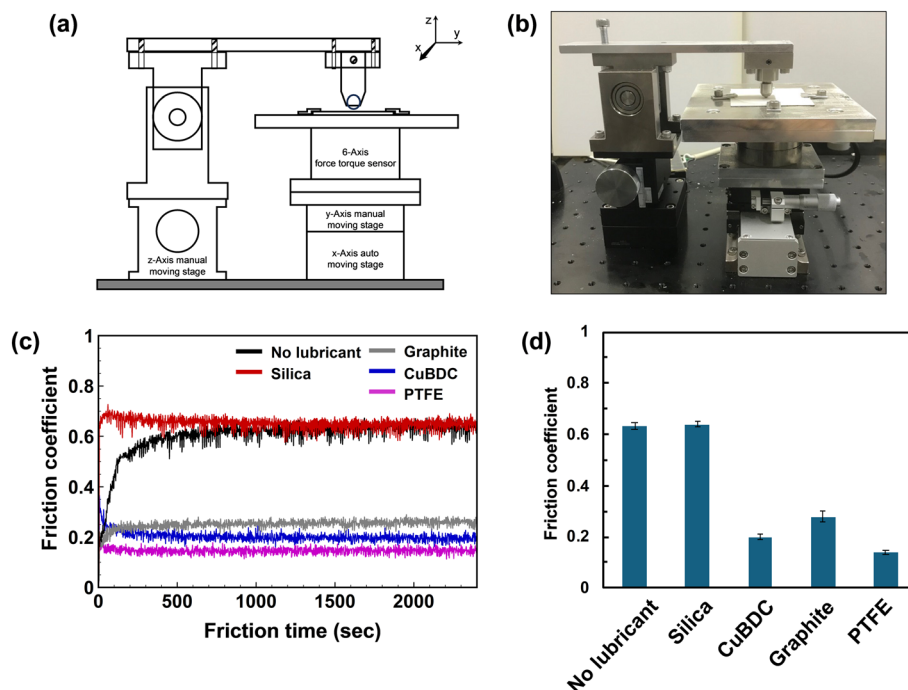 (a)
z
y
x
6-Axis
force torque sensor
y-Axis manual
moving stage
x-Axis auto
moving stage
z-Axis manual
moving stage
(b)
(c)
Friction coefficient
1
0.8
0.6
0.4
0.2
0
No lubricant
Silica
Graphite
CuBDC
PTFE
0
500
1000
1500
2000
Friction time (sec)
(d)
Friction coefficient
1
0.8
0.6
0.4
0.2
0
No lubricant
Silica
CuBDC
Graphite
PTFE